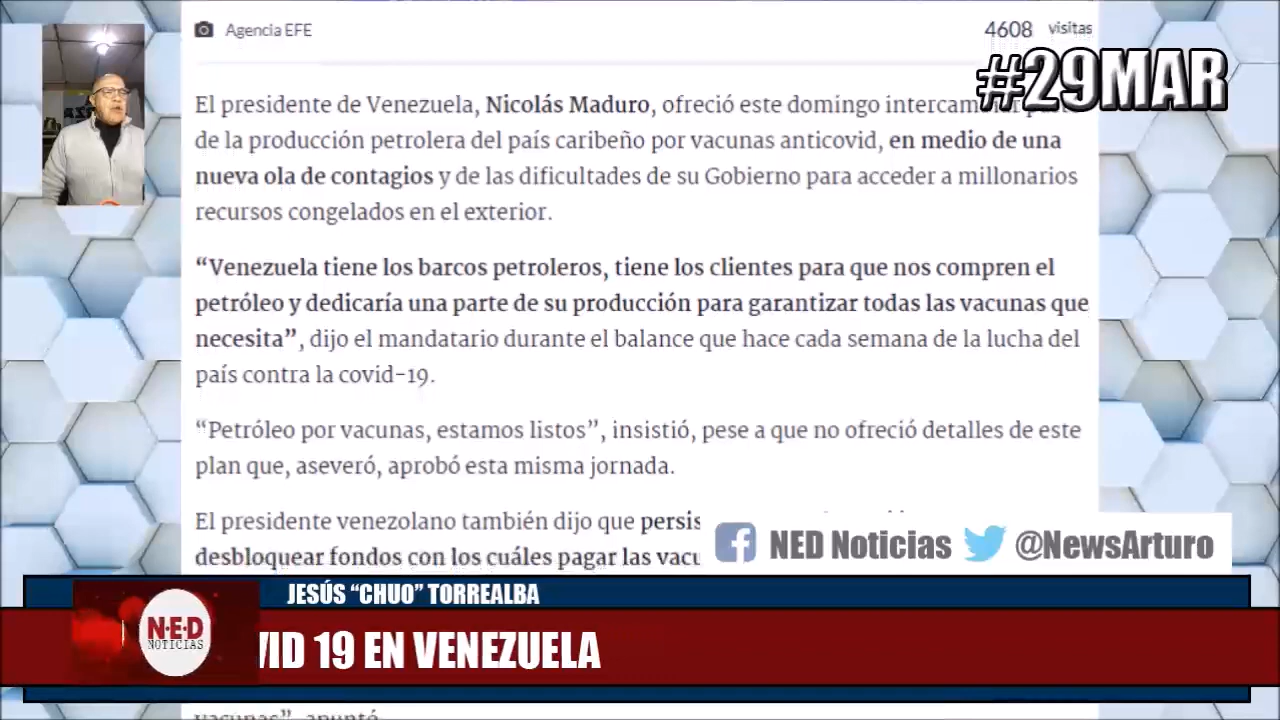 Agencia EFE
4608 visitas
#29MAR
El presidente de Venezuela, Nicolás Maduro, ofreció este domingo
de la producción petrolera del país caribeño por vacunas anticovid, en medio de una
nueva ola de contagios y de las dificultades de su Gobierno para acceder a millonarios
recursos congelados en el exterior.
“Venezuela tiene los barcos petroleros, tiene los clientes para que nos compren el
petróleo y dedicaría una parte de su producción para garantizar todas las vacunas que
necesita”, dijo el mandatario durante el balance que hace cada semana de la lucha del
país contra la covid-19.
“Petróleo por vacunas, estamos listos”, insistió, pese a que no ofreció detalles de este
plan que, aseveró, aprobó esta misma jornada.
El presidente venezolano también dijo que persis
desbloquear fondos con los cuáles pagar las vacu
NED Noticias @NewsArturo
JESÚS “CHUO” TORREALBA
N·E·D
NOTICIAS
VID 19 EN VENEZUELA
vacunas”, apuntó